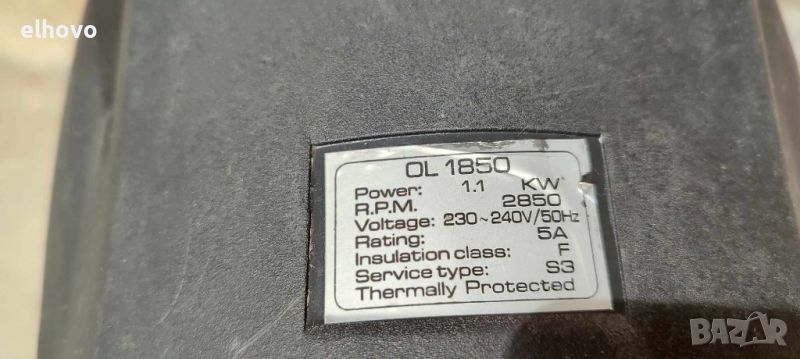 elhovo
OL 1850
Power: 1.1 KW
R.P.M. 2850
Voltage: 230~240V/50Hz
Rating: 5A
Insulation class: F
Service type: S3
Thermally Protected
BAZAR